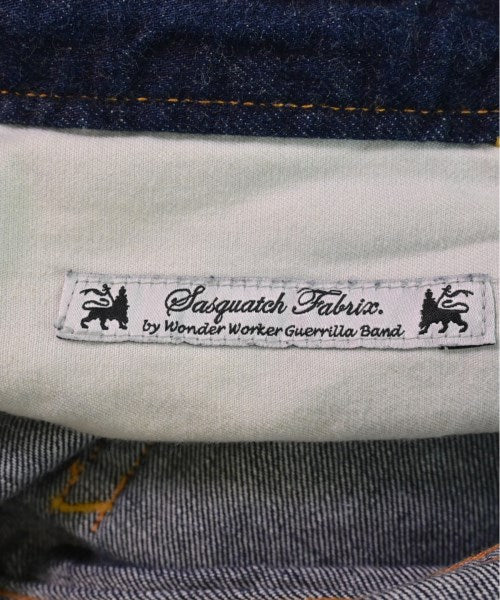 Sasquatch Fabrix.
by Wonder Worker Guerrilla Band